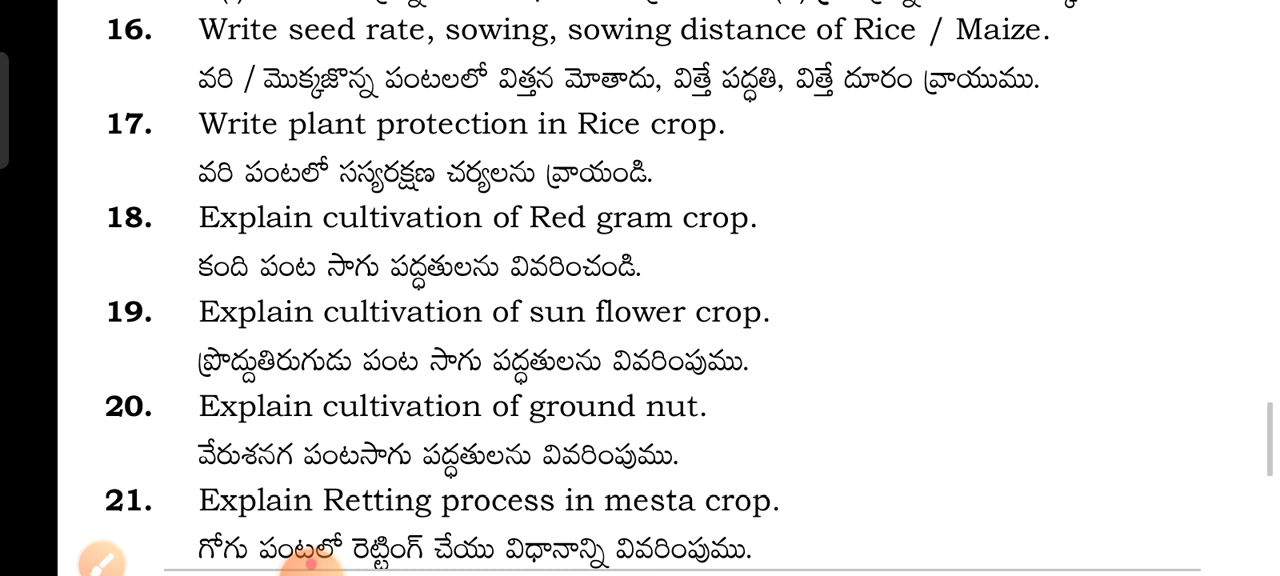 16. Write seed rate, sowing, sowing distance of Rice / Maize.
వరి / మొక్కజొన్న పంటలలో విత్తన మోతాదు, విత్తే పద్ధతి, విత్తే దూరం వ్రాయుము.
17. Write plant protection in Rice crop.
వరి పంటలో సస్యరక్షణ చర్యలను వ్రాయండి.
18. Explain cultivation of Red gram crop.
కంది పంట సాగు పద్ధతులను వివరించండి.
19. Explain cultivation of sun flower crop.
ప్రొద్దుతిరుగుడు పంట సాగు పద్ధతులను వివరింపుము.
20. Explain cultivation of ground nut.
వేరుశనగ పంటసాగు పద్ధతులను వివరింపుము.
21. Explain Retting process in mesta crop.
గోగు పంటలో రెట్టింగ్ చేయు విధానాన్ని వివరింపుము.